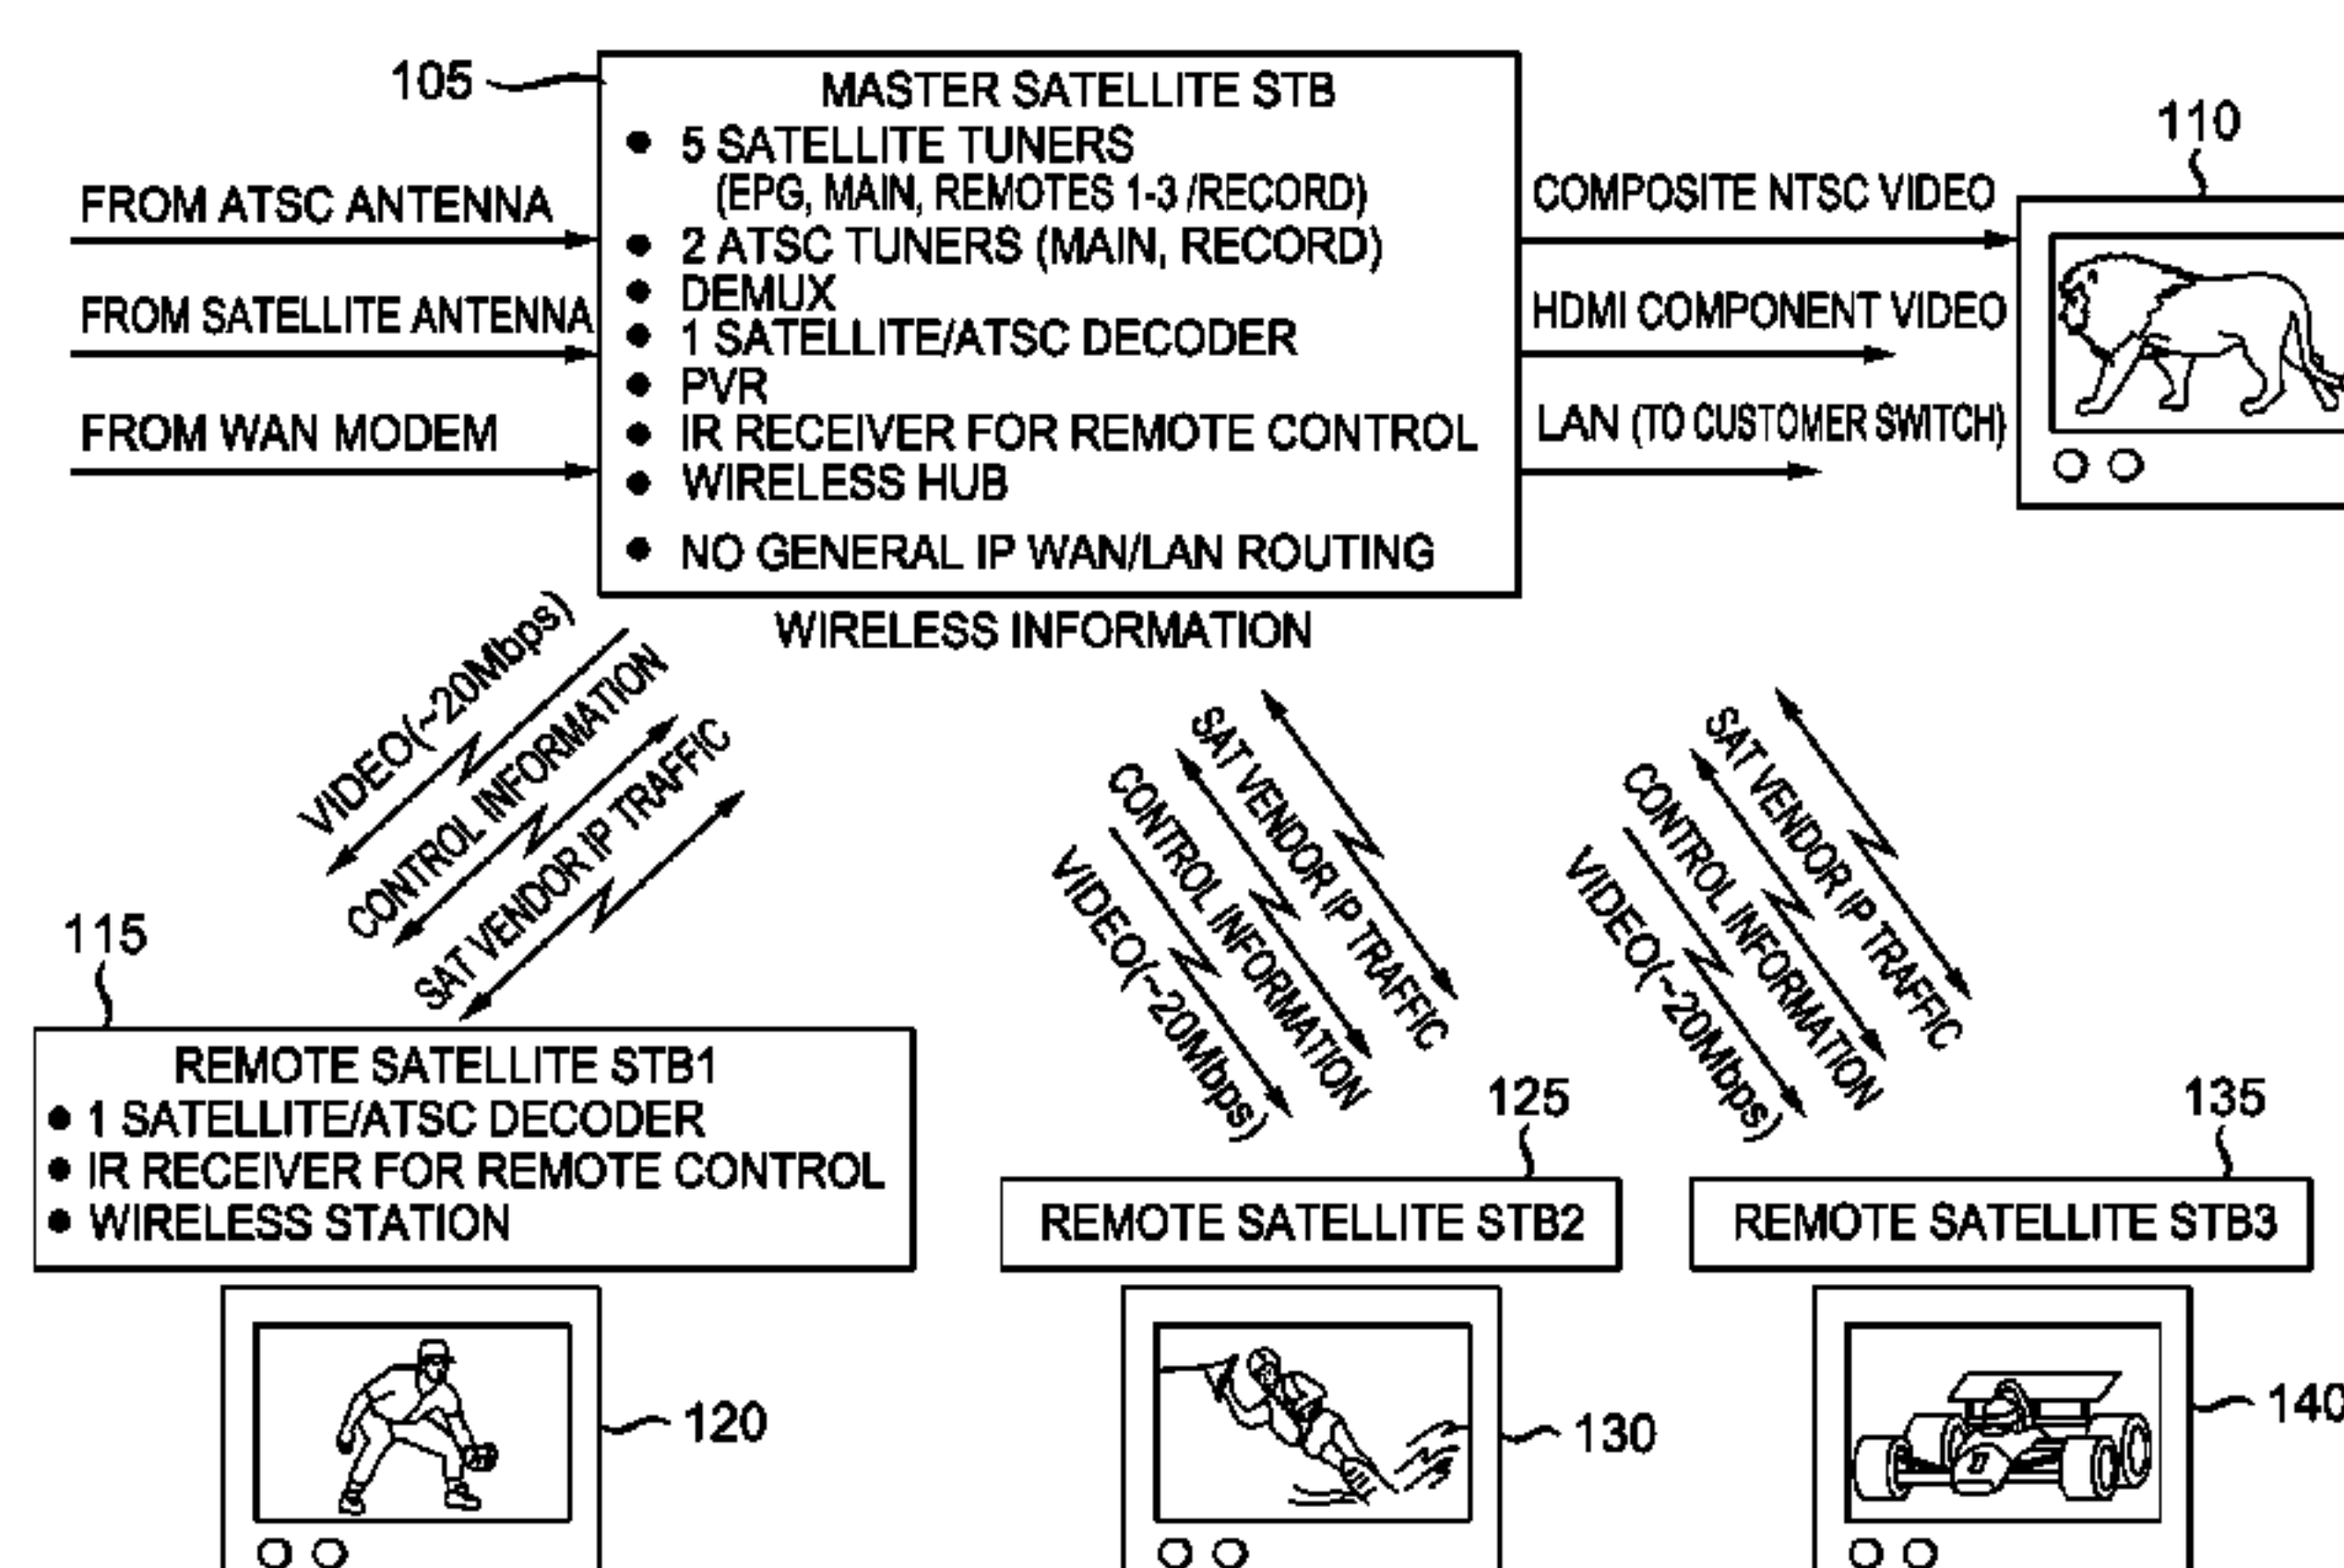 105
MASTER SATELLITE STB
● 5 SATELLITE TUNERS
(EPG, MAIN, REMOTES 1-3 /RECORD)
● 2 ATSC TUNERS (MAIN, RECORD)
● DEMUX
● 1 SATELLITE/ATSC DECODER
● PVR
● IR RECEIVER FOR REMOTE CONTROL
● WIRELESS HUB
● NO GENERAL IP WAN/LAN ROUTING
FROM ATSC ANTENNA
FROM SATELLITE ANTENNA
FROM WAN MODEM
COMPOSITE NTSC VIDEO
HDMI COMPONENT VIDEO
LAN (TO CUSTOMER SWITCH)
110
WIRELESS INFORMATION
VIDEO(~20Mbps)
CONTROL INFORMATION
SAT VENDOR IP TRAFFIC
VIDEO(~20Mbps)
CONTROL INFORMATION
SAT VENDOR IP TRAFFIC
VIDEO(~20Mbps)
CONTROL INFORMATION
SAT VENDOR IP TRAFFIC
115
REMOTE SATELLITE STB1
● 1 SATELLITE/ATSC DECODER
● IR RECEIVER FOR REMOTE CONTROL
● WIRELESS STATION
125
REMOTE SATELLITE STB2
135
REMOTE SATELLITE STB3
120
130
140